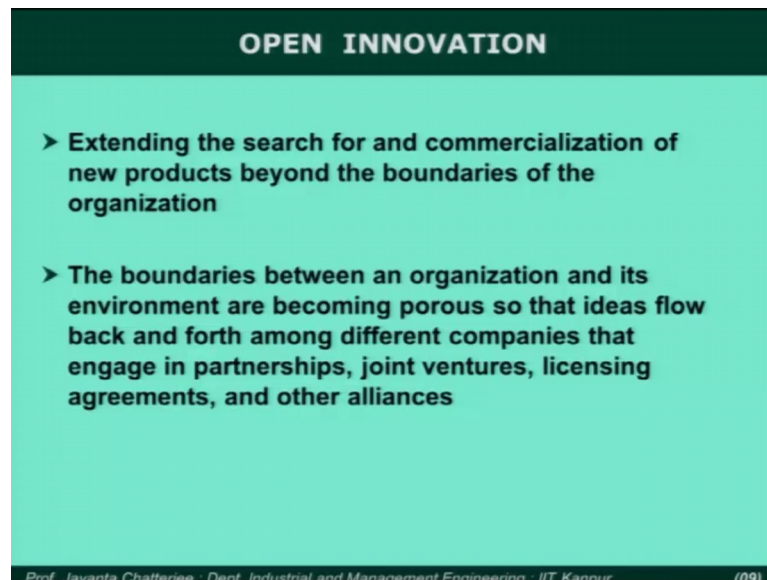 OPEN INNOVATION
➤ Extending the search for and commercialization of
new products beyond the boundaries of the
organization
➤ The boundaries between an organization and its
environment are becoming porous so that ideas flow
back and forth among different companies that
engage in partnerships, joint ventures, licensing
agreements, and other alliances
Prof. Jayanta Chatterjee : Dept. Industrial and Management Engineering : IIT Kanpur (09)